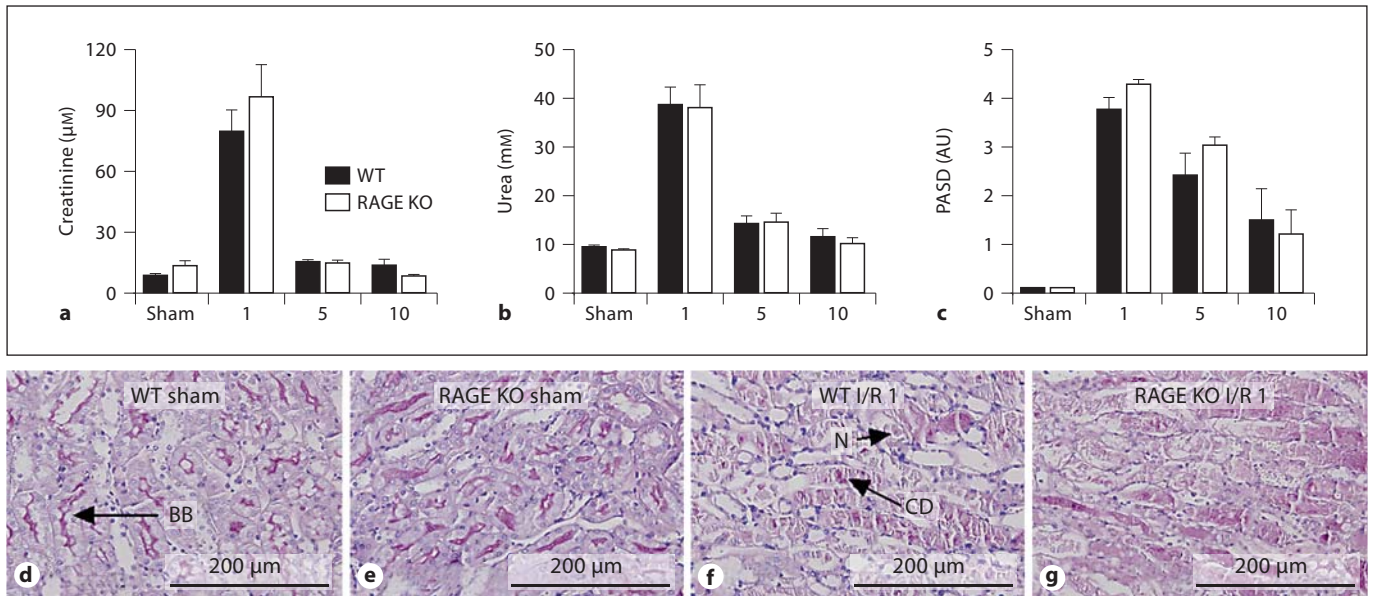 120
90
60
30
0
Creatinine (µM)
WT
RAGE KO
a
Sham 1 5 10
50
40
30
20
10
0
Urea (mM)
b
Sham 1 5 10
5
4
3
2
1
0
PASD (AU)
c
Sham 1 5 10
WT sham
BB
200 µm
d
RAGE KO sham
200 µm
e
WT I/R 1
N
CD
200 µm
f
RAGE KO I/R 1
200 µm
g